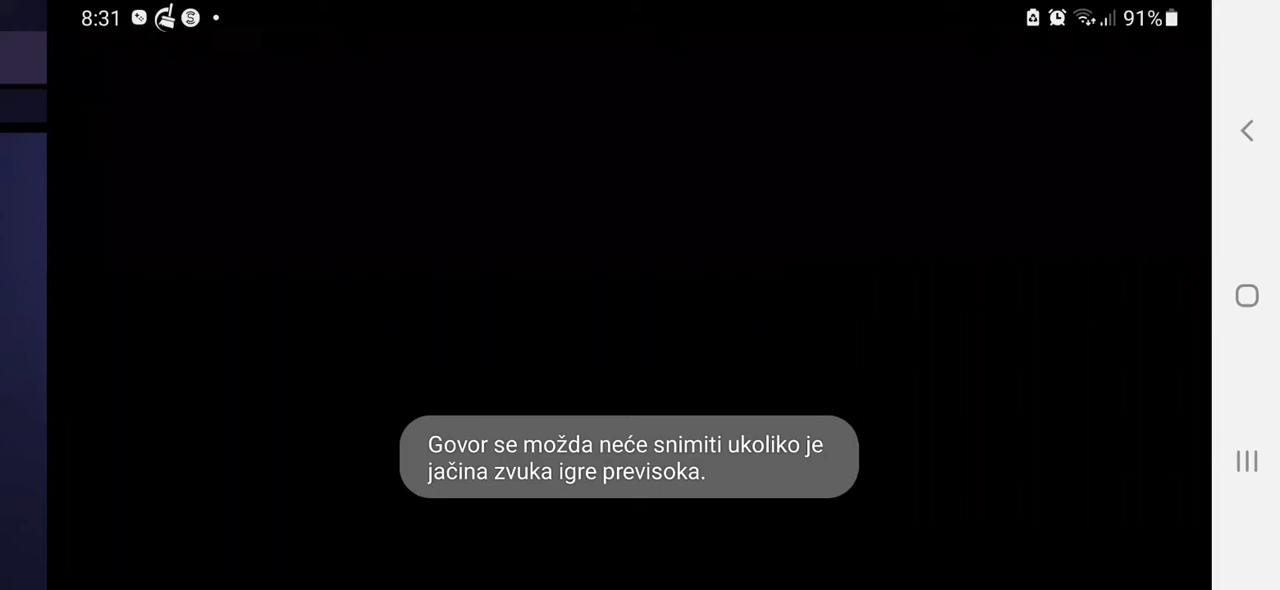 8:31
91%
Govor se možda neće snimiti ukoliko je
jačina zvuka igre previsoka.